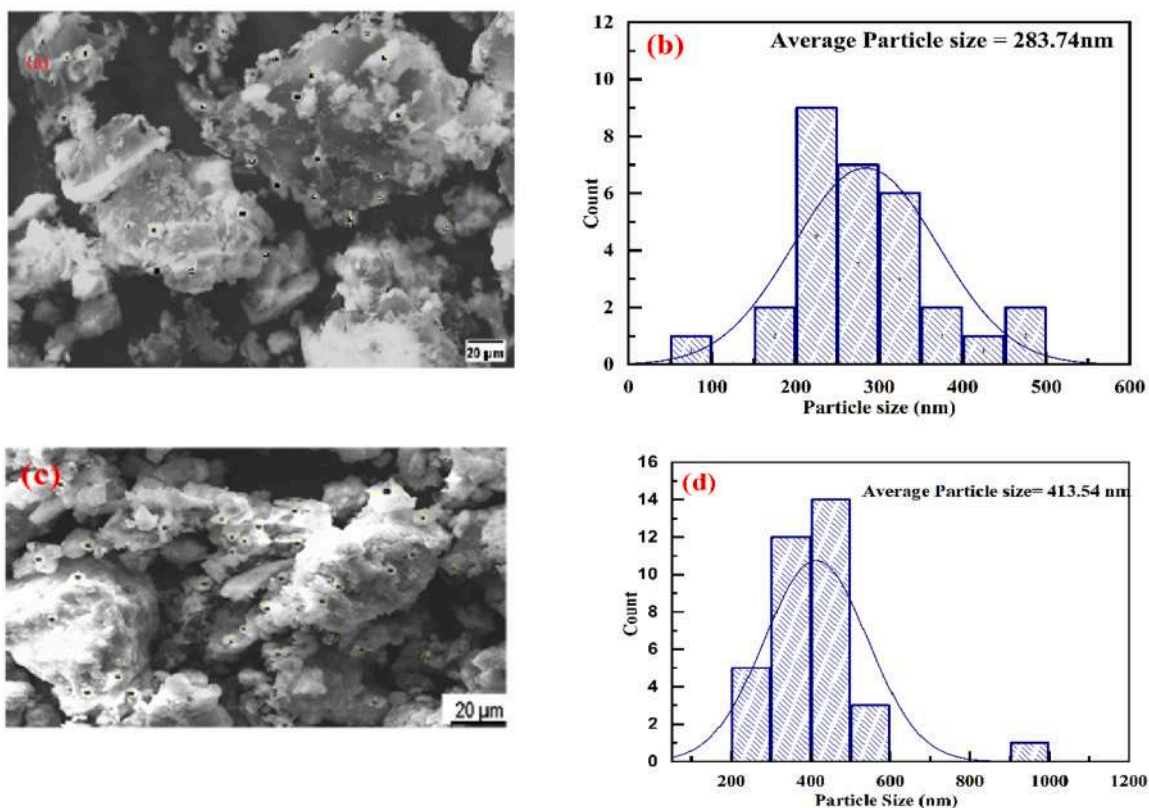 (a)
20 µm
(b)
Average Particle size = 283.74nm
12
10
8
6
4
2
0
Count
0 100 200 300 400 500 600
Particle size (nm)
(c)
20 µm
(d)
Average Particle size= 413.54 nm
16
14
12
10
8
6
4
2
0
Count
200 400 600 800 1000 1200
Particle Size (nm)